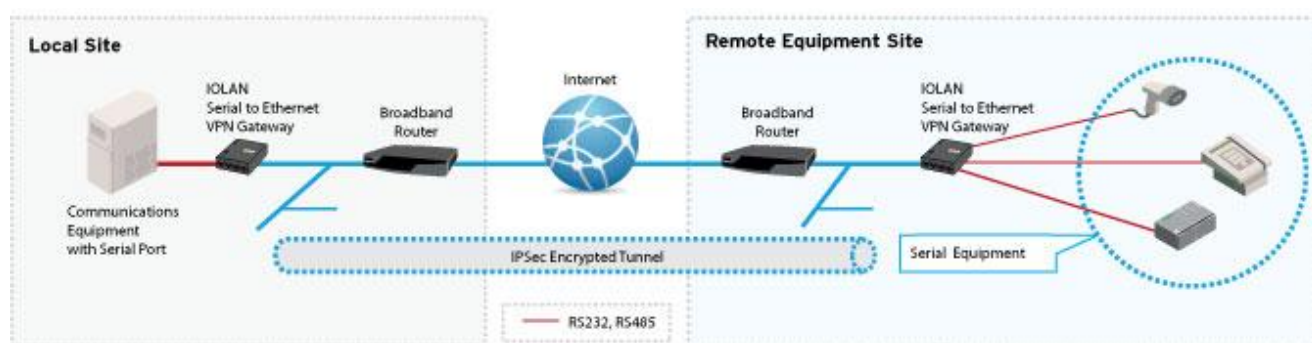 Local Site
IOLAN
Serial to Ethernet
VPN Gateway
Broadband
Router
Communications
Equipment
with Serial Port
Internet
IPSec Encrypted Tunnel
RS232, RS485
Remote Equipment Site
Broadband
Router
IOLAN
Serial to Ethernet
VPN Gateway
Serial Equipment